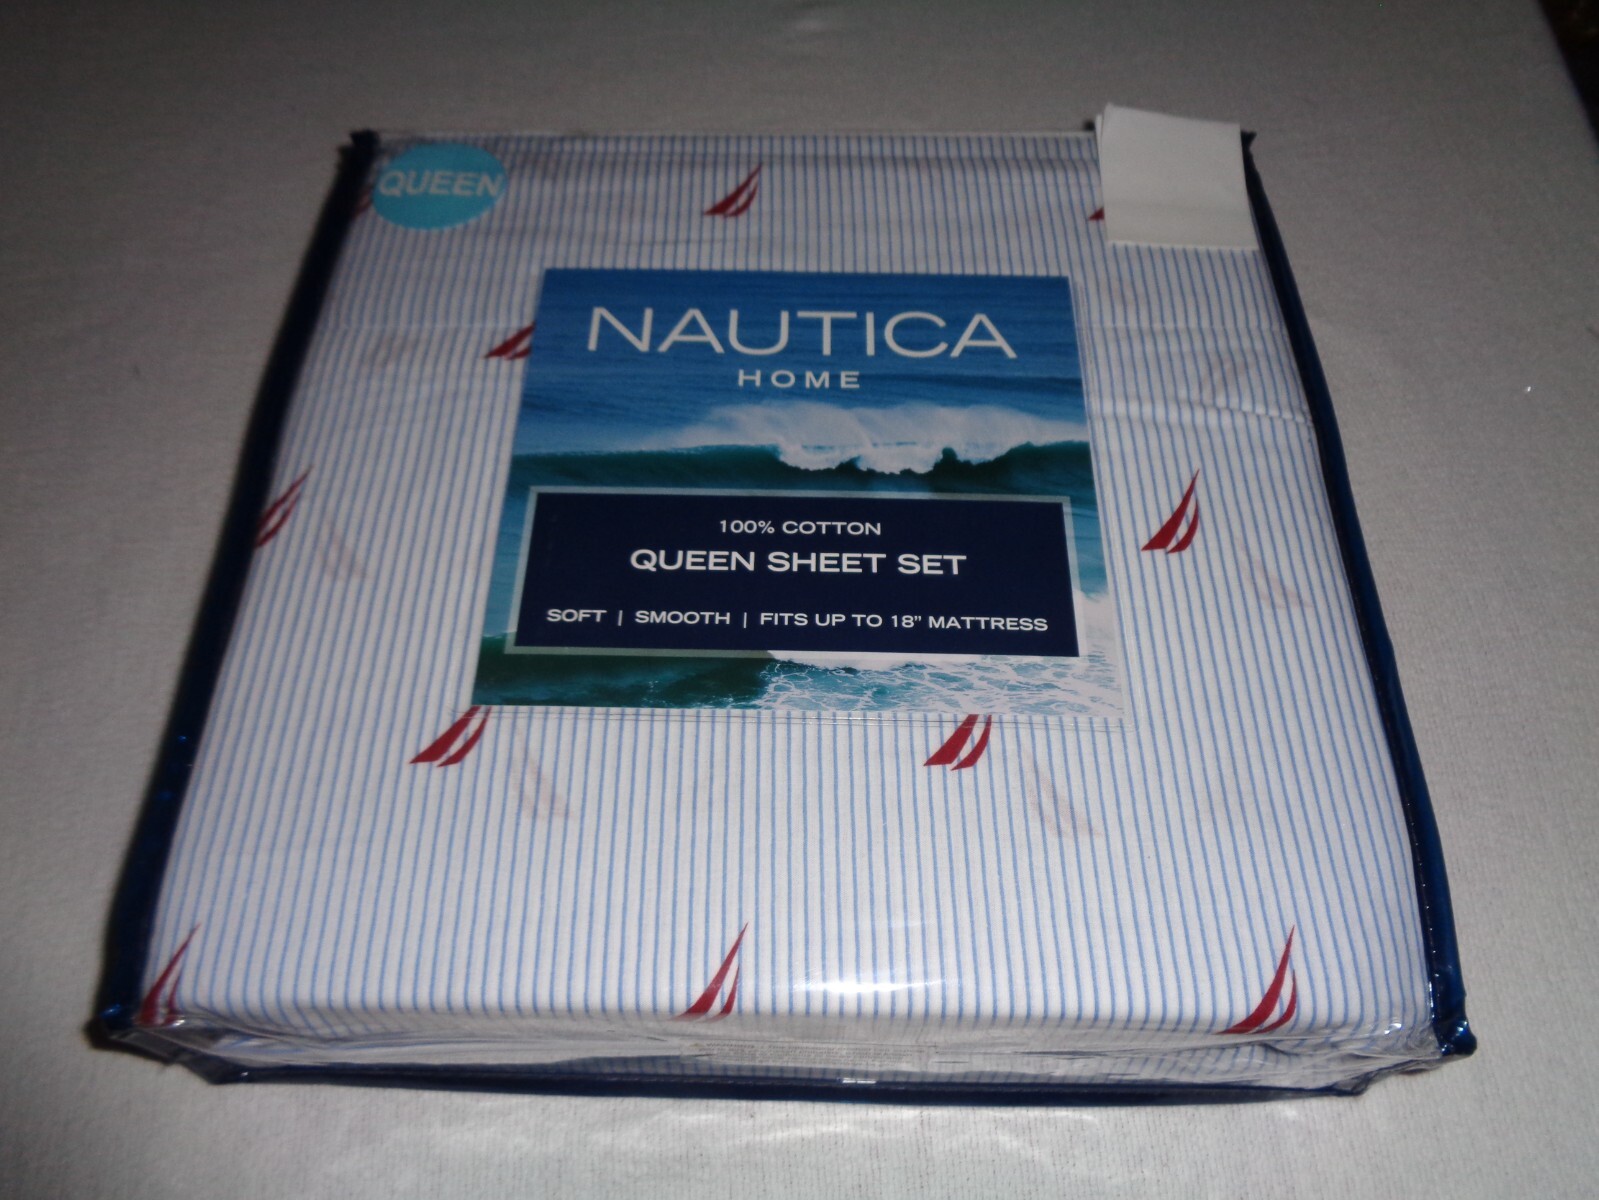 QUEEN
NAUTICA
HOME
100% COTTON
QUEEN SHEET SET
SOFT | SMOOTH | FITS UP TO 18" MATTRESS